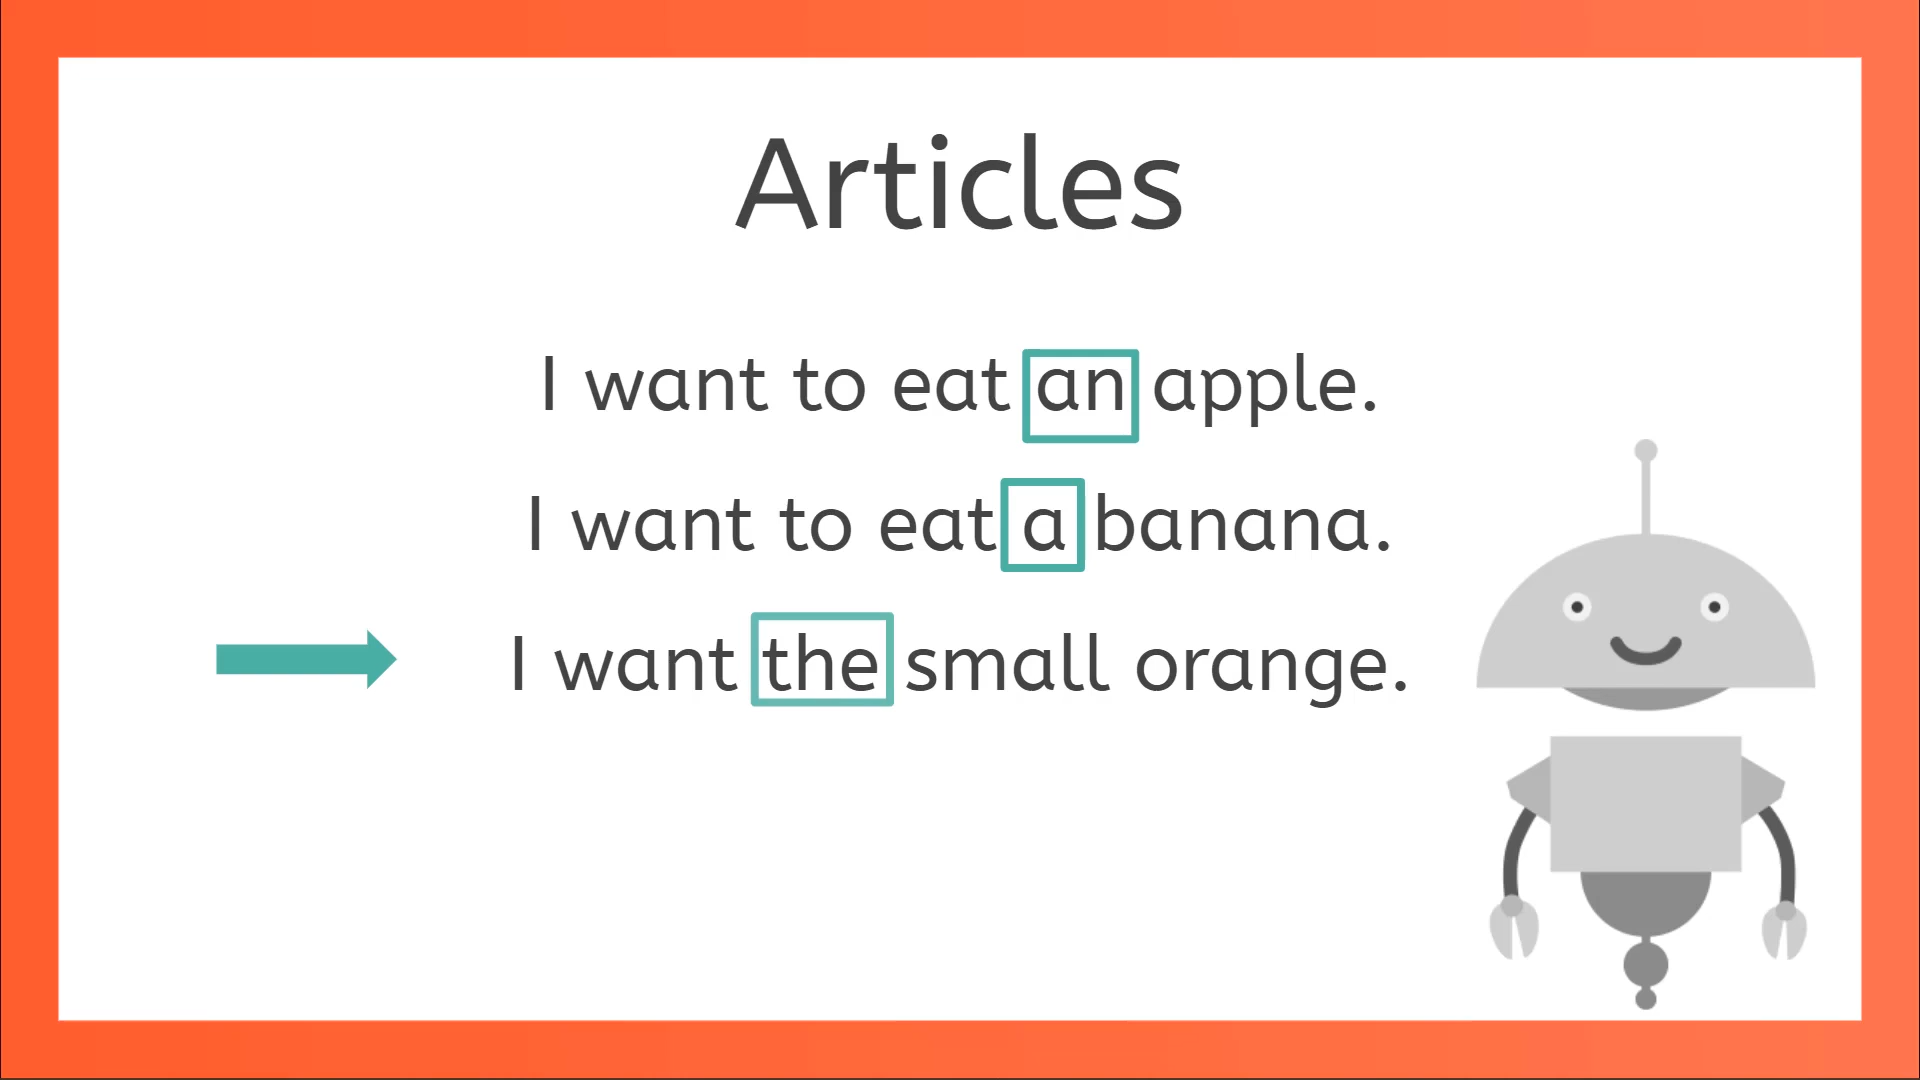 Articles
I want to eat an apple.
I want to eat a banana.
I want the small orange.